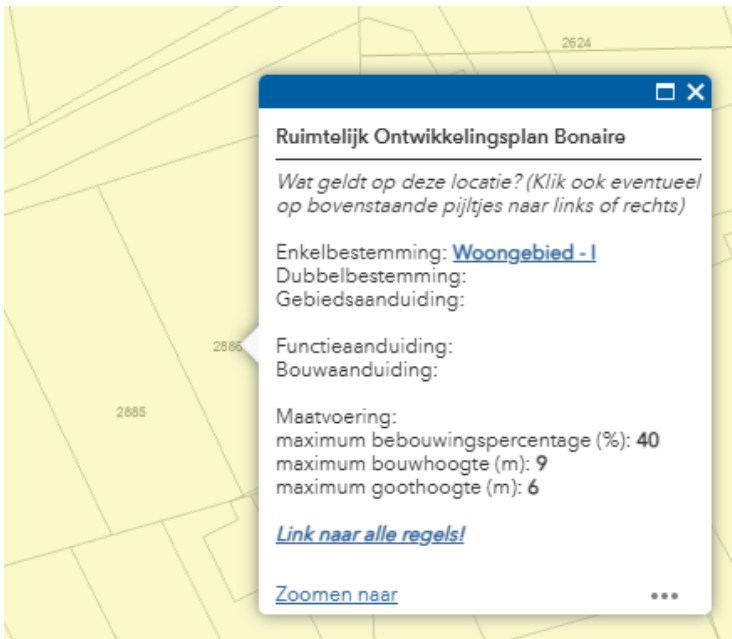 2624
Ruimtelijk Ontwikkelingsplan Bonaire
Wat geldt op deze locatie? (Klik ook eventueel
op bovenstaande pijltjes naar links of rechts)
Enkelbestemming: Woongebied - I
Dubbelbestemming:
Gebiedsaanduiding:
2886
Functieaanduiding:
Bouwaanduiding:
2885
Maatvoering:
maximum bebouwingspercentage (%): 40
maximum bouwhoogte (m): 9
maximum goothoogte (m): 6
Link naar alle regels!
Zoomen naar